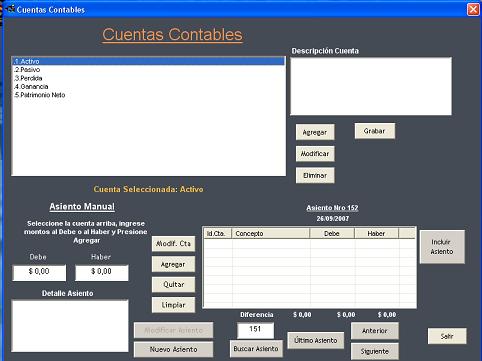 Cuentas Contables
Cuentas Contables
Descripción Cuenta
.1.Activo
.2.Pasivo
.3.Perdida
.4.Ganancia
.5.Patrimonio Neto
Agregar
Grabar
Modificar
Eliminar
Cuenta Seleccionada: Activo
Asiento Manual
Seleccione la cuenta arriba, ingrese
montos al Debe o al Haber y Presione
Agregar
Debe
Haber
$ 0,00
$ 0,00
Detalle Asiento
Modif. Cta
Agregar
Quitar
Limpiar
Modificar Asiento
Nuevo Asiento
Asiento Nro 152
26/09/2007
Id.Cta.
Concepto
Debe
Haber
Incluir
Asiento
Diferencia
$ 0,00
$ 0,00
$ 0,00
151
Buscar Asiento
Último Asiento
Anterior
Siguiente
Salir